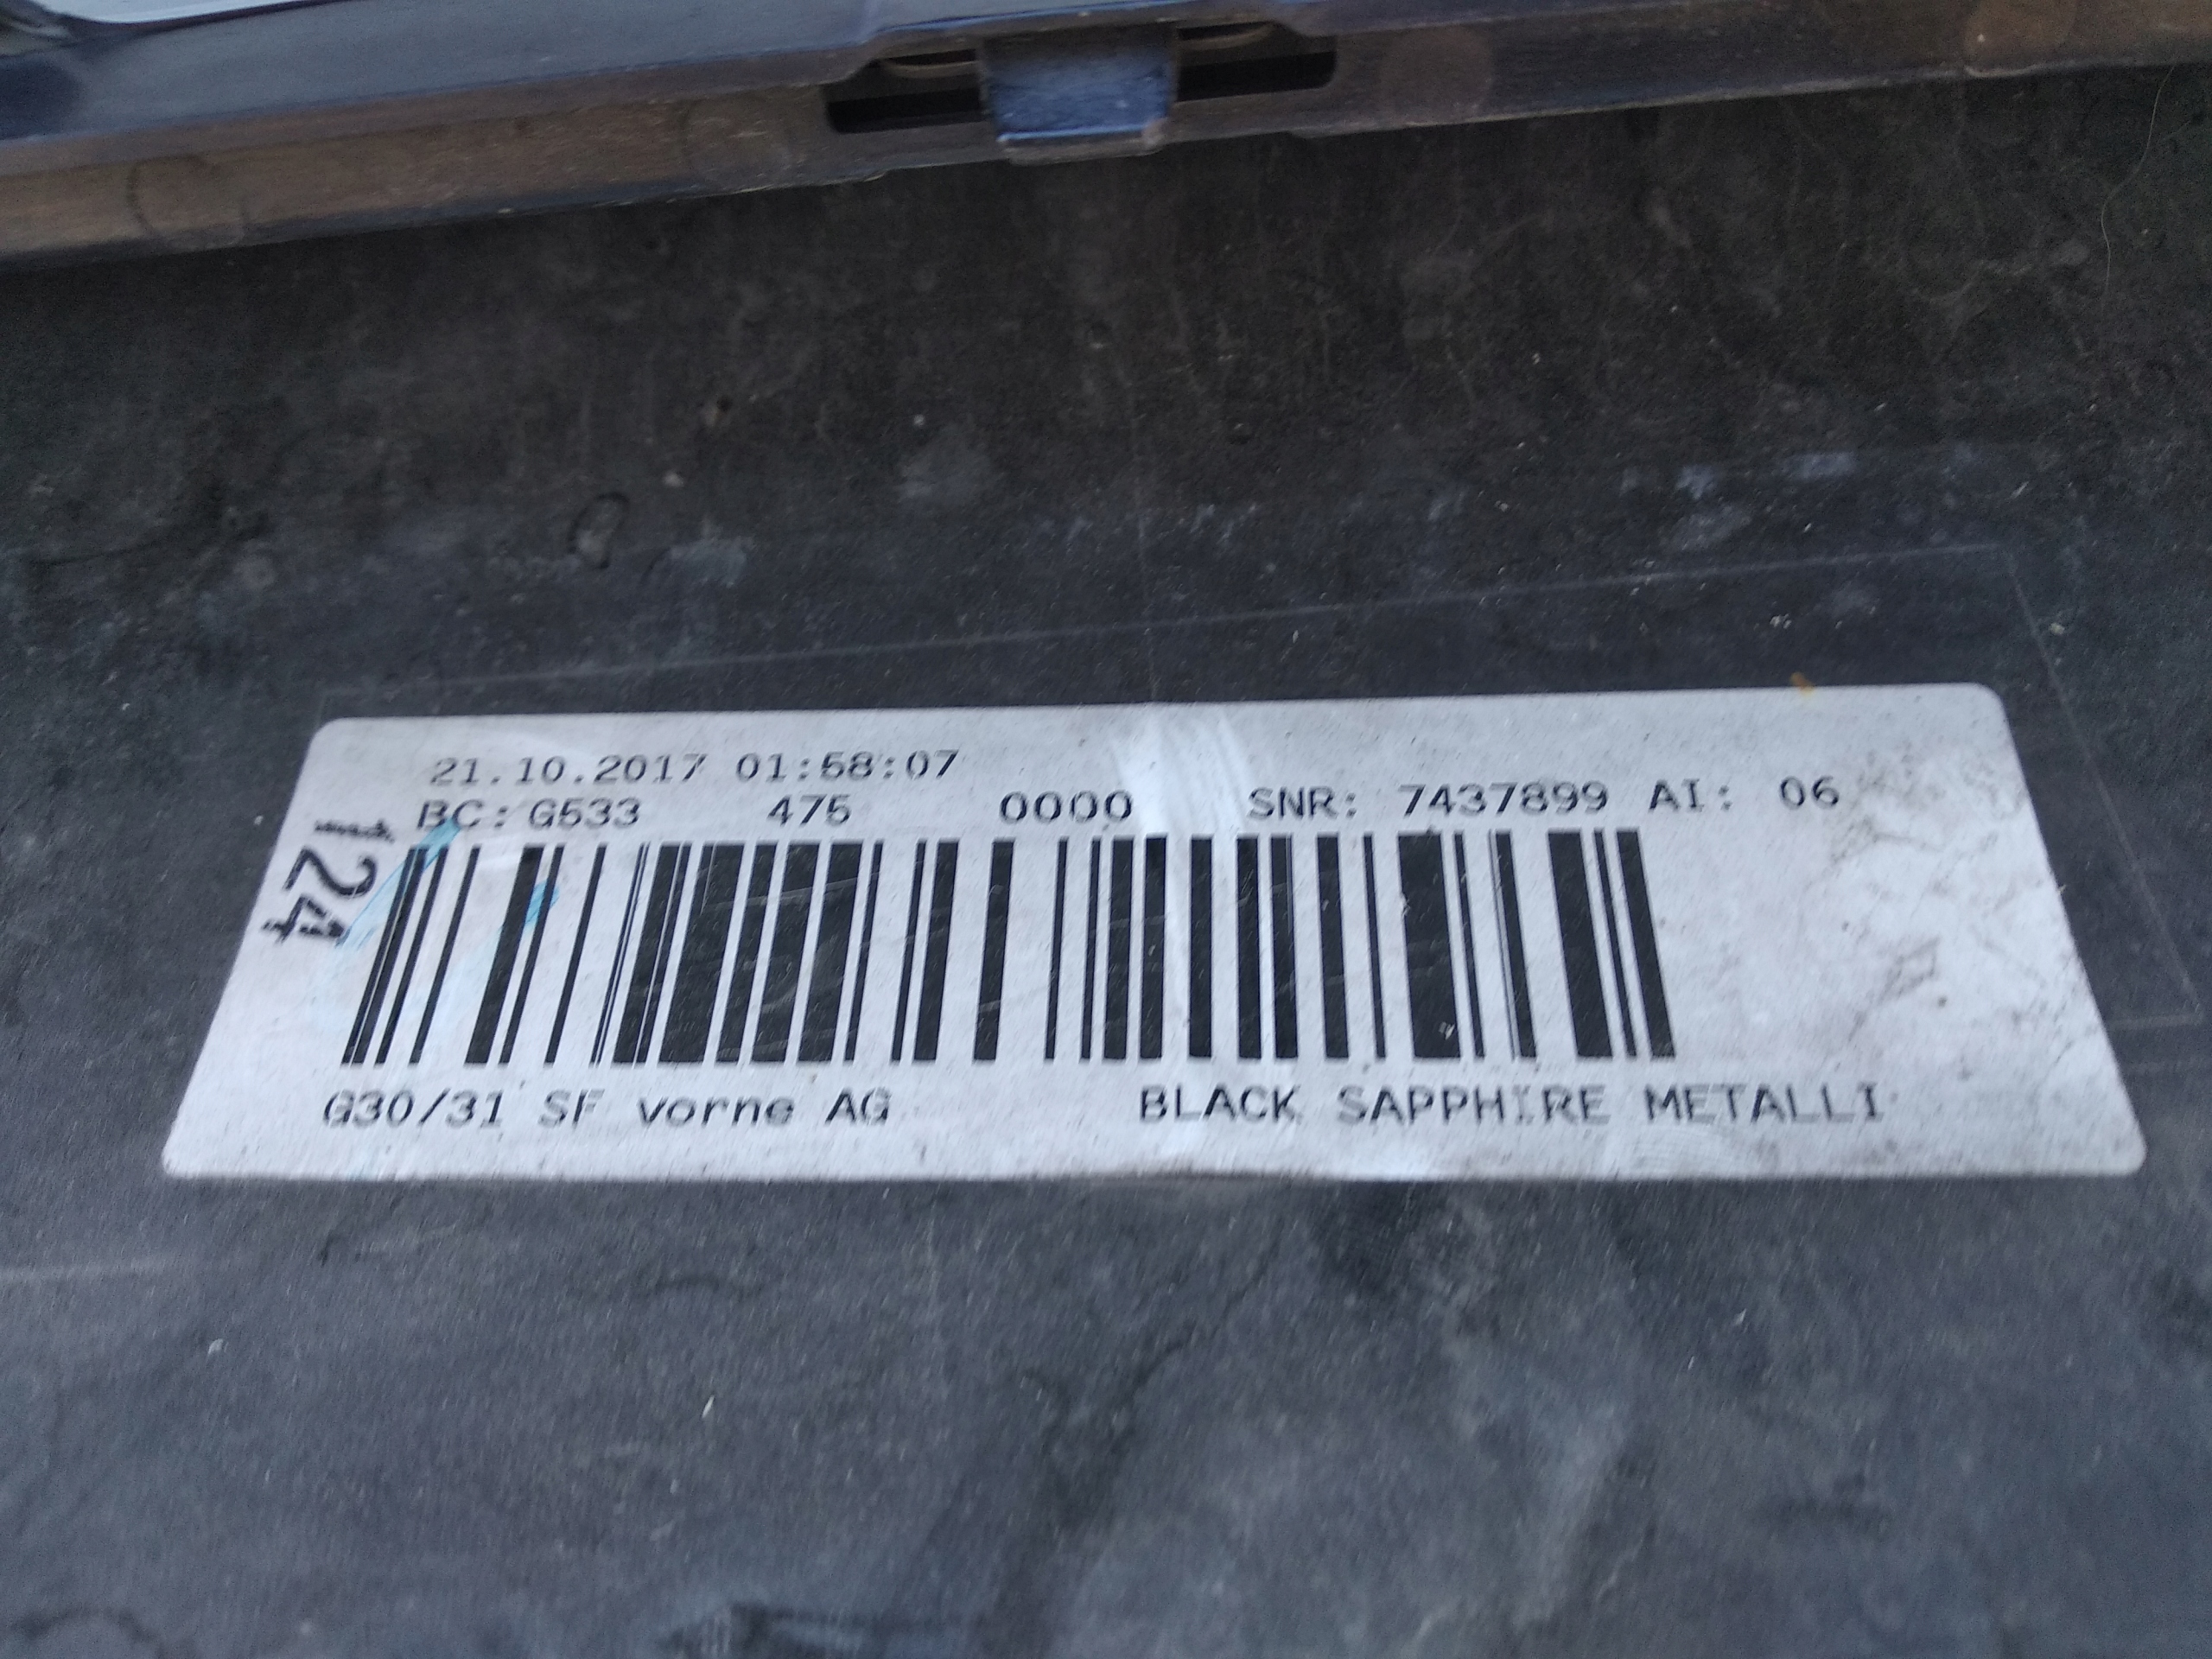 21.10.2017 01:58:07
BC: G533 475 0000 SNR: 7437899 AI: 06
124
G30/31 SF vorne AG BLACK SAPPHIRE METALLI